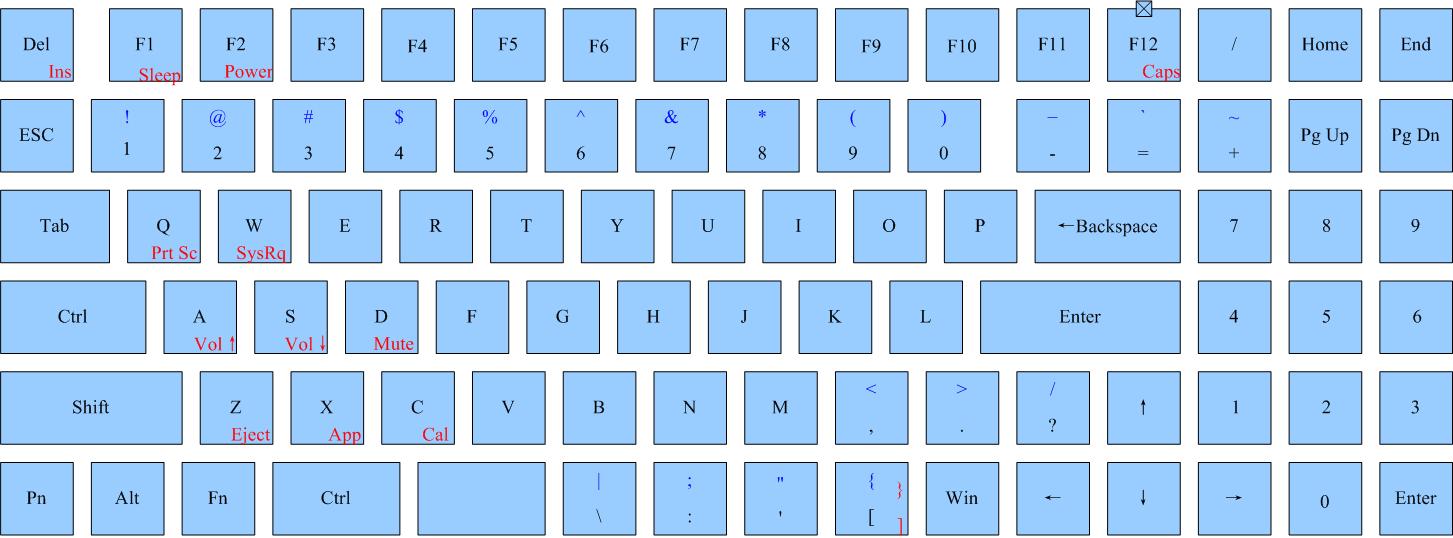 Del F1 F2 F3 F4 F5 F6 F7 F8 F9 F10 F11 F12 / Home End
Ins Sleep Power Caps
! @ # $ % ^ & * ( ) − ` ~
ESC 1 2 3 4 5 6 7 8 9 0 - = + Pg Up Pg Dn
Tab Q W E R T Y U I O P ←Backspace 7 8 9
Prt Sc SysRq
Ctrl A S D F G H J K L Enter 4 5 6
Vol ↑ Vol ↓ Mute
< > /
Shift Z X C V B N M , . ? ↑ 1 2 3
Eject App Cal
| ; " { }
Pn Alt Fn Ctrl \ : ' [ ] Win ← ↓ → 0 Enter